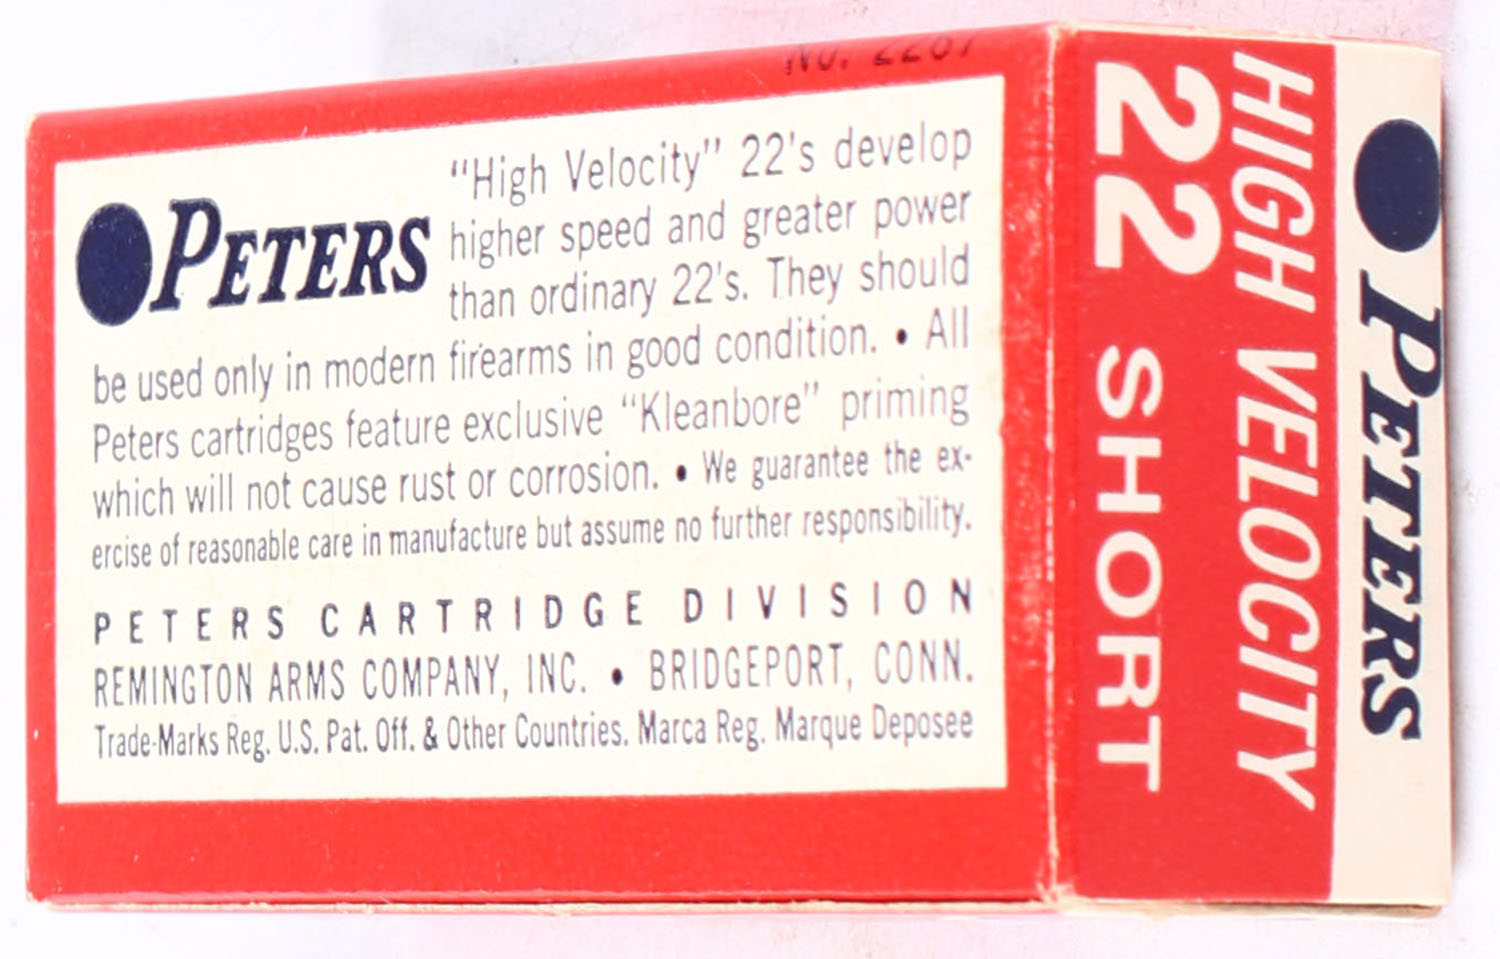 No. 2267
PETERS
"High Velocity" 22's develop
higher speed and greater power
than ordinary 22's. They should
be used only in modern firearms in good condition. • All
Peters cartridges feature exclusive "Kleanbore" priming
which will not cause rust or corrosion. • We guarantee the ex-
ercise of reasonable care in manufacture but assume no further responsibility.
PETERS CARTRIDGE DIVISION
REMINGTON ARMS COMPANY, INC. • BRIDGEPORT, CONN.
Trade-Marks Reg. U.S. Pat. Off. & Other Countries. Marca Reg. Marque Deposee
PETERS
HIGH VELOCITY
22 SHORT